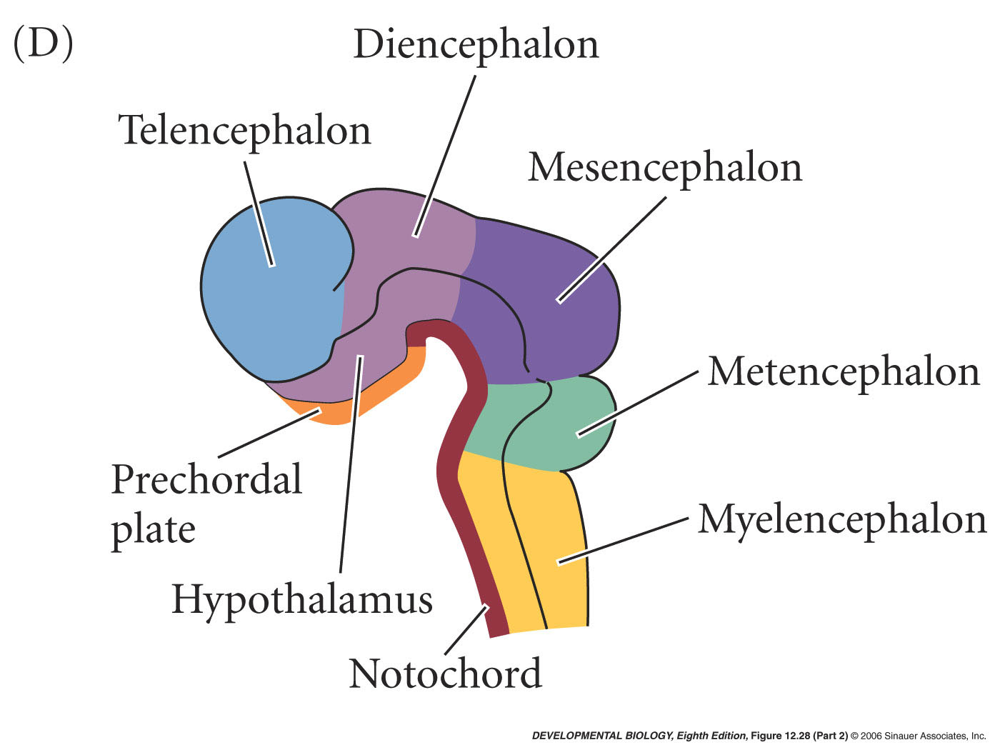 (D)
Diencephalon
Telencephalon
Mesencephalon
Metencephalon
Prechordal
plate
Myelencephalon
Hypothalamus
Notochord
DEVELOPMENTAL BIOLOGY, Eighth Edition, Figure 12.28 (Part 2) © 2006 Sinauer Associates, Inc.